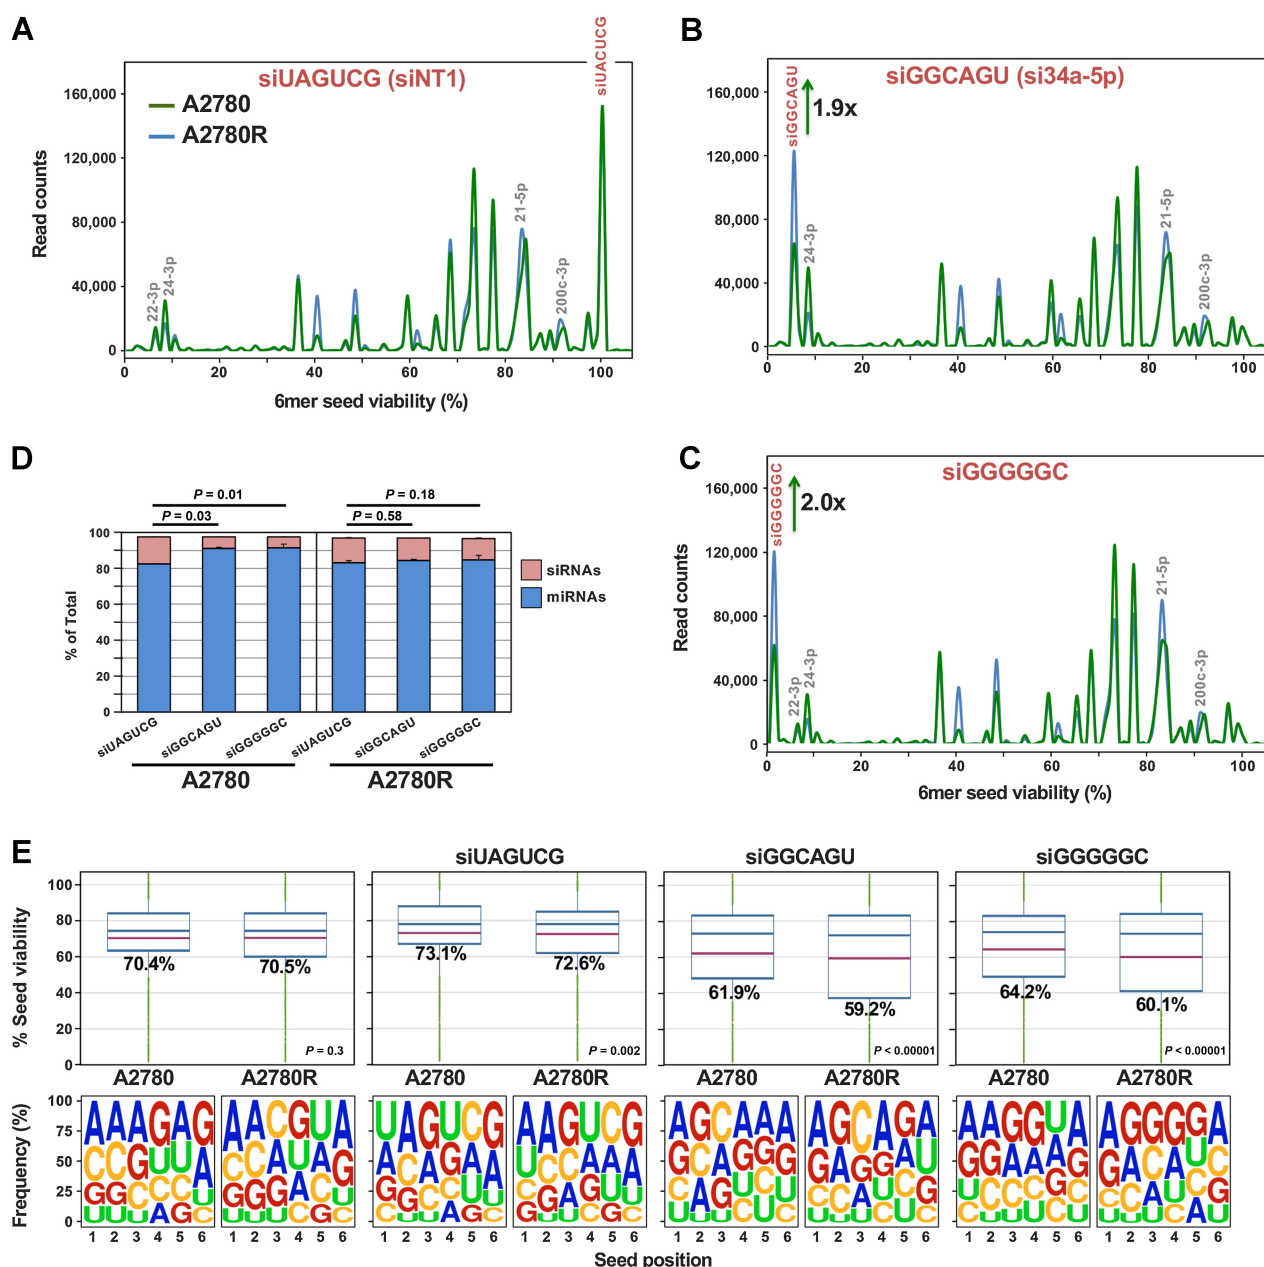 A
siUAGUCG (siNT1)
siUACUCG
A2780
A2780R
Read counts
160,000
120,000
80,000
40,000
0
22-3p
24-3p
21-5p
200c-3p
0 20 40 60 80 100
6mer seed viability (%)
B
siGGCAGU (si34a-5p)
siGGCAGU
1.9x
160,000
120,000
80,000
40,000
0
24-3p
21-5p
200c-3p
0 20 40 60 80 100
D
P = 0.01
P = 0.03
P = 0.18
P = 0.58
% of Total
100
80
60
40
20
0
siRNAs
miRNAs
siUAGUCG siGGCAGU siGGGGGC siUAGUCG siGGCAGU siGGGGGC
A2780 A2780R
C
siGGGGGC
siGGGGGC
2.0x
Read counts
160,000
120,000
80,000
40,000
0
22-3p
24-3p
21-5p
200c-3p
0 20 40 60 80 100
6mer seed viability (%)
E
siUAGUCG siGGCAGU siGGGGGC
% Seed viability
100
80
60
40
20
0
70.4% 70.5% 73.1% 72.6% 61.9% 59.2% 64.2% 60.1%
P = 0.3 P = 0.002 P < 0.00001 P < 0.00001
A2780 A2780R A2780 A2780R A2780 A2780R A2780 A2780R
Frequency (%)
100
75
50
25
0
AAAGAG AACGUA UAGUCG AAGUCG AGCAAA AGCAGA AAGGUA AGGGGA
1 2 3 4 5 6 1 2 3 4 5 6 1 2 3 4 5 6 1 2 3 4 5 6 1 2 3 4 5 6 1 2 3 4 5 6 1 2 3 4 5 6 1 2 3 4 5 6
Seed position